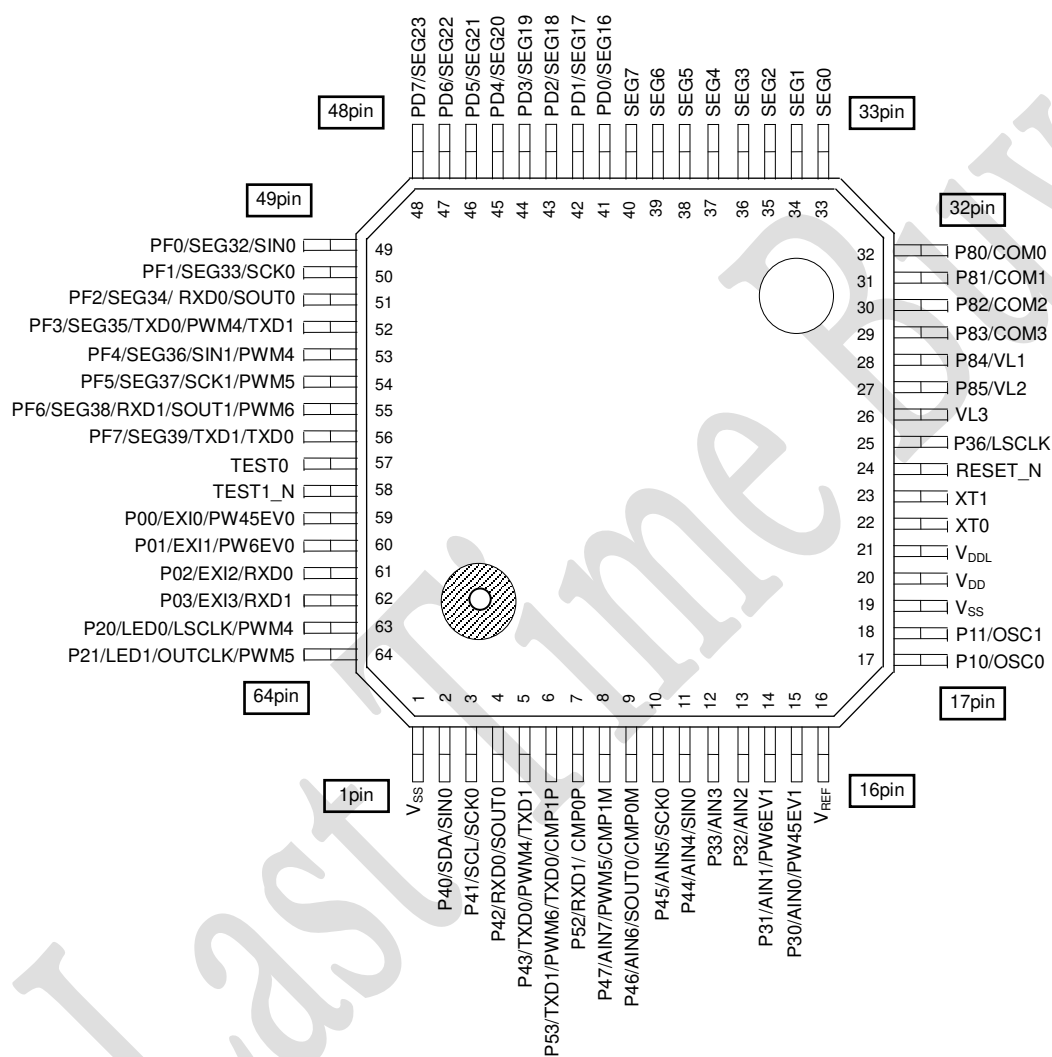 PD7/SEG23
PD6/SEG22
PD5/SEG21
PD4/SEG20
PD3/SEG19
PD2/SEG18
PD1/SEG17
PD0/SEG16
SEG7
SEG6
SEG5
SEG4
SEG3
SEG2
SEG1
SEG0
48pin
33pin
49pin
32pin
48
47
46
45
44
43
42
41
40
39
38
37
36
35
34
33
PF0/SEG32/SIN0 49
PF1/SEG33/SCK0 50
PF2/SEG34/ RXD0/SOUT0 51
PF3/SEG35/TXD0/PWM4/TXD1 52
PF4/SEG36/SIN1/PWM4 53
PF5/SEG37/SCK1/PWM5 54
PF6/SEG38/RXD1/SOUT1/PWM6 55
PF7/SEG39/TXD1/TXD0 56
TEST0 57
TEST1_N 58
P00/EXI0/PW45EV0 59
P01/EXI1/PW6EV0 60
P02/EXI2/RXD0 61
P03/EXI3/RXD1 62
P20/LED0/LSCLK/PWM4 63
P21/LED1/OUTCLK/PWM5 64
32 P80/COM0
31 P81/COM1
30 P82/COM2
29 P83/COM3
28 P84/VL1
27 P85/VL2
26 VL3
25 P36/LSCLK
24 RESET_N
23 XT1
22 XT0
21 VDDL
20 VDD
19 VSS
18 P11/OSC1
17 P10/OSC0
64pin
17pin
1
2
3
4
5
6
7
8
9
10
11
12
13
14
15
16
1pin
16pin
VSS
P40/SDA/SIN0
P41/SCL/SCK0
P42/RXD0/SOUT0
P43/TXD0/PWM4/TXD1
P53/TXD1/PWM6/TXD0/CMP1P
P52/RXD1/ CMP0P
P47/AIN7/PWM5/CMP1M
P46/AIN6/SOUT0/CMP0M
P45/AIN5/SCK0
P44/AIN4/SIN0
P33/AIN3
P32/AIN2
P31/AIN1/PW6EV1
P30/AIN0/PW45EV1
VREF
Last Time Buy